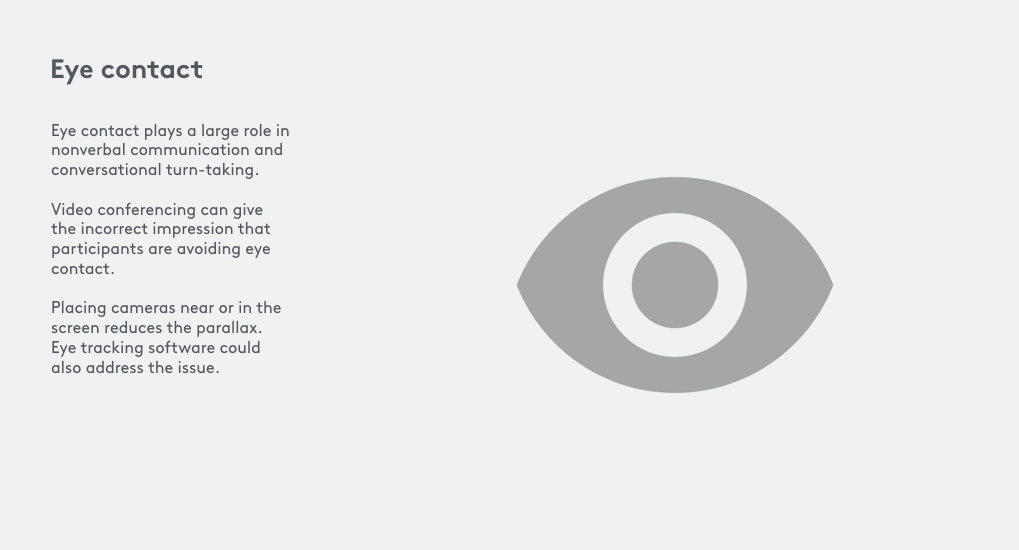 Eye contact
Eye contact plays a large role in
nonverbal communication and
conversational turn-taking.
Video conferencing can give
the incorrect impression that
participants are avoiding eye
contact.
Placing cameras near or in the
screen reduces the parallax.
Eye tracking software could
also address the issue.